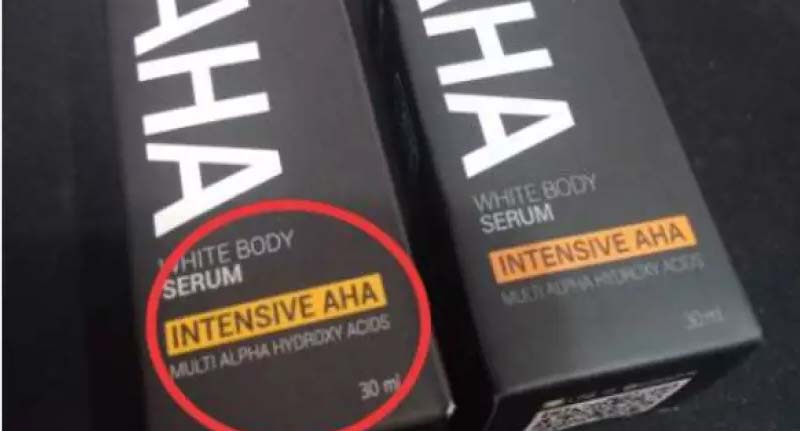 AHA
WHITE BODY
SERUM
INTENSIVE AHA
MULTI ALPHA HYDROXY ACIDS
30 ml
AHA
WHITE BODY
SERUM
INTENSIVE AHA
MULTI ALPHA HYDROXY ACIDS
30 ml